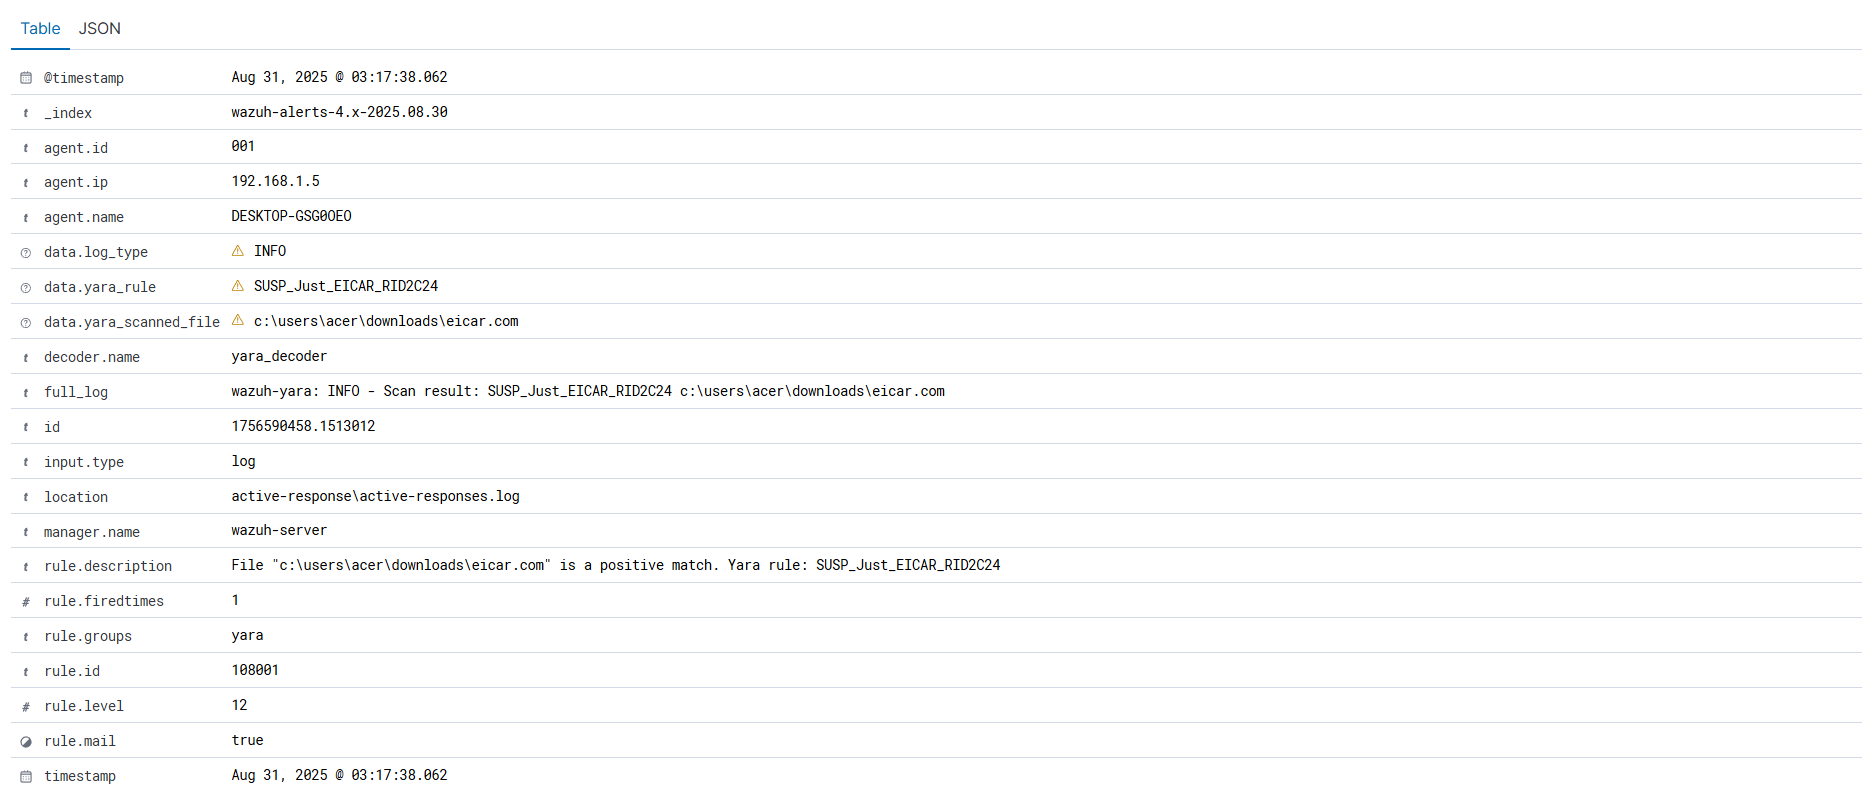 Table JSON
@timestamp Aug 31, 2025 @ 03:17:38.062
t _index wazuh-alerts-4.x-2025.08.30
t agent.id 001
t agent.ip 192.168.1.5
t agent.name DESKTOP-GSG0OEO
data.log_type INFO
data.yara_rule SUSP_Just_EICAR_RID2C24
data.yara_scanned_file c:\users\acer\downloads\eicar.com
t decoder.name yara_decoder
t full_log wazuh-yara: INFO - Scan result: SUSP_Just_EICAR_RID2C24 c:\users\acer\downloads\eicar.com
t id 1756590458.1513012
t input.type log
t location active-response\active-responses.log
t manager.name wazuh-server
t rule.description File "c:\users\acer\downloads\eicar.com" is a positive match. Yara rule: SUSP_Just_EICAR_RID2C24
# rule.firedtimes 1
t rule.groups yara
t rule.id 108001
# rule.level 12
rule.mail true
timestamp Aug 31, 2025 @ 03:17:38.062